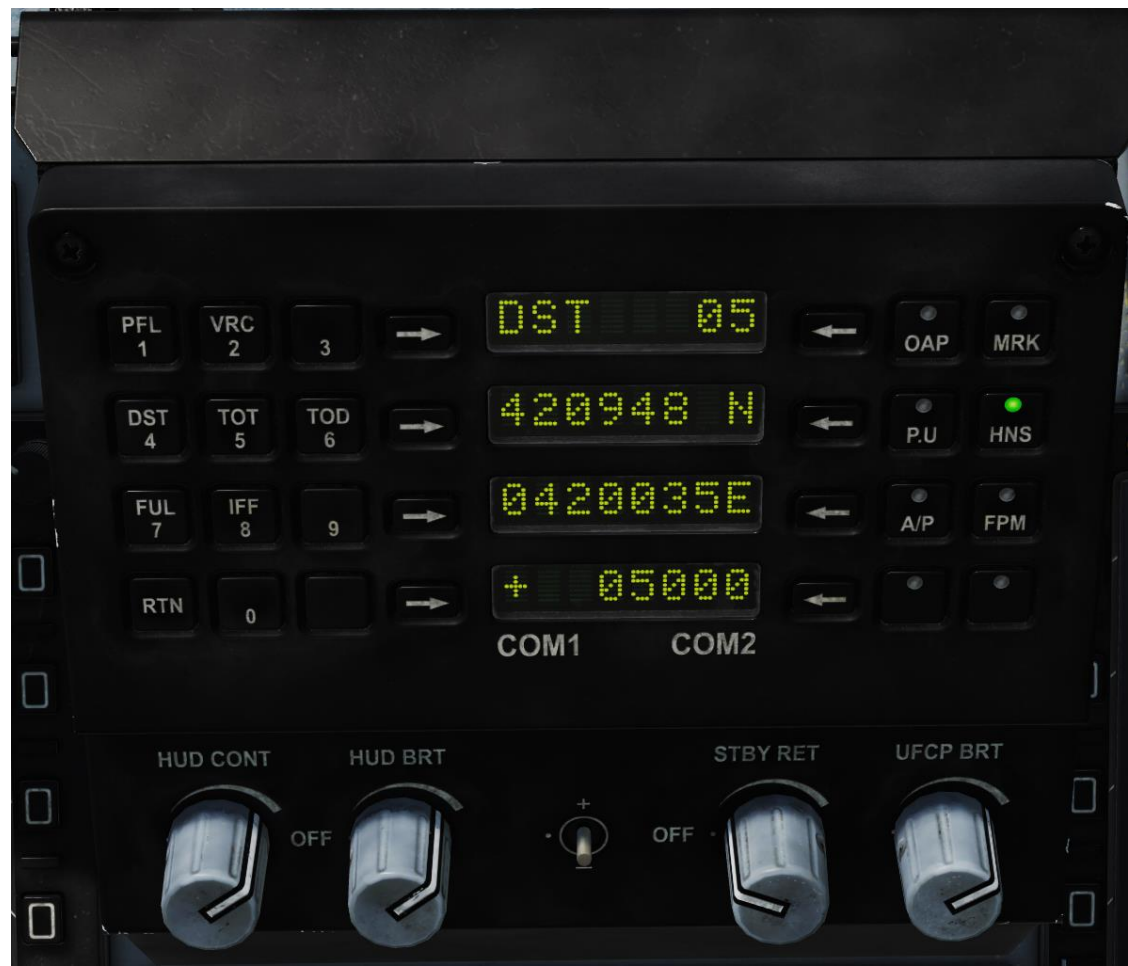 PFL 1 VRC 2 3 DST 05 OAP MRK
DST 4 TOT 5 TOD 6 420948 N P.U HNS
FUL 7 IFF 8 9 0420035E A/P FPM
RTN 0 + 05000
COM1 COM2
HUD CONT HUD BRT STBY RET UFCP BRT
OFF + OFF